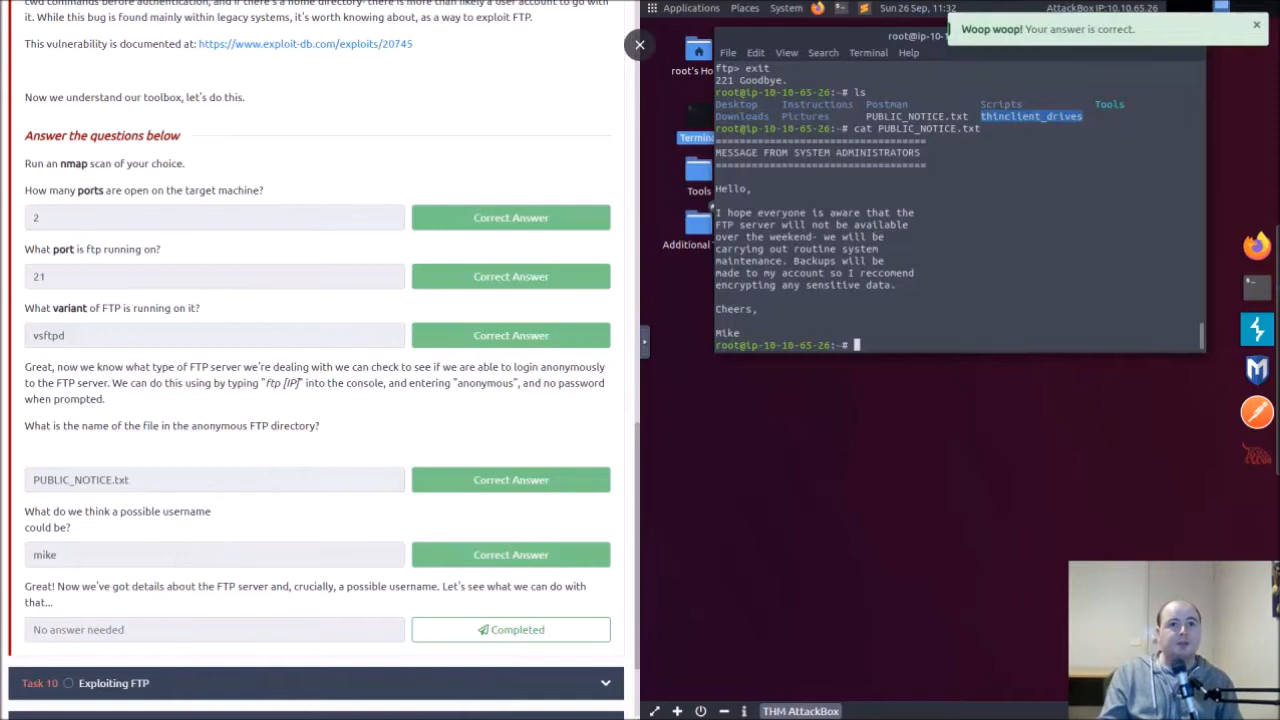 cwd commands before authentication, and if there's a home directory- there is more than likely a user account to go with
it. While this bug is found mainly within legacy systems, it's worth knowing about, as a way to exploit FTP.
This vulnerability is documented at: https://www.exploit-db.com/exploits/20745
Now we understand our toolbox, let's do this.
Answer the questions below
Run an nmap scan of your choice.
How many ports are open on the target machine?
2
Correct Answer
What port is ftp running on?
21
Correct Answer
What variant of FTP is running on it?
vsftpd
Correct Answer
Great, now we know what type of FTP server we're dealing with we can check to see if we are able to login anonymously
to the FTP server. We can do this using by typing "ftp [IP]" into the console, and entering "anonymous", and no password
when prompted.
What is the name of the file in the anonymous FTP directory?
PUBLIC_NOTICE.txt
Correct Answer
What do we think a possible username
could be?
mike
Correct Answer
Great! Now we've got details about the FTP server and, crucially, a possible username. Let's see what we can do with
that...
No answer needed
Completed
Task 10 Exploiting FTP
Applications Places System Sun 26 Sep, 11:32 AttackBox IP:10.10.65.26
Woop woop! Your answer is correct.
root@ip-10-1
File Edit View Search Terminal Help
ftp> exit
221 Goodbye.
root@ip-10-10-65-26:~# ls
Desktop Instructions Postman Scripts Tools
Downloads Pictures PUBLIC_NOTICE.txt thinclient_drives
root@ip-10-10-65-26:~# cat PUBLIC_NOTICE.txt
===================================
MESSAGE FROM SYSTEM ADMINISTRATORS
===================================
Hello,
I hope everyone is aware that the
FTP server will not be available
over the weekend- we will be
carrying out routine system
maintenance. Backups will be
made to my account so I reccomend
encrypting any sensitive data.
Cheers,
Mike
root@ip-10-10-65-26:~#
root's Ho
Termina
Tools
Additional
THM AttackBox